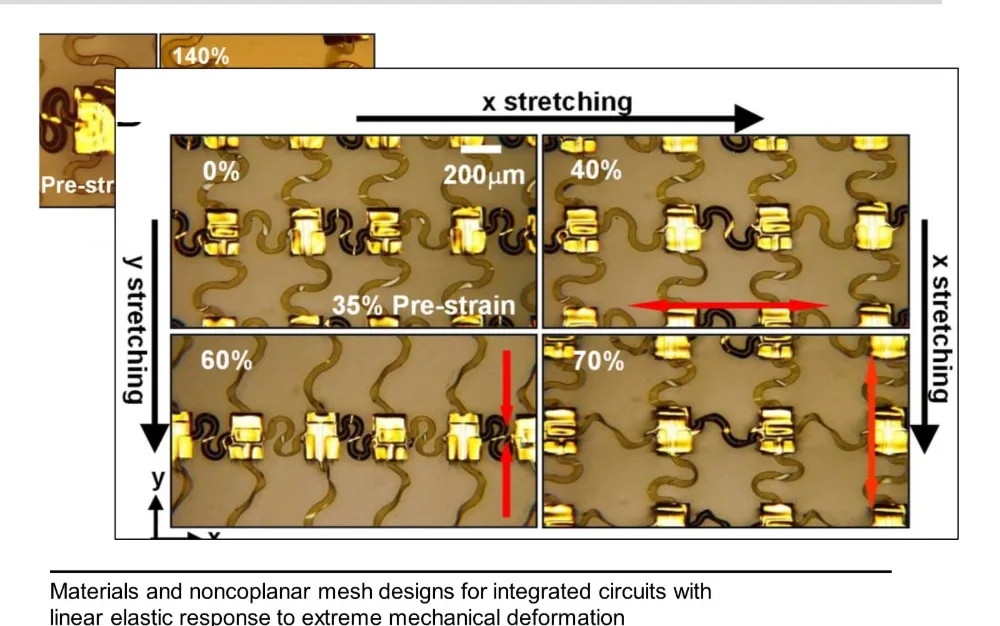 140%
Pre-str
x stretching
0%
200μm
40%
35% Pre-strain
y stretching
x stretching
60%
70%
y
x
Materials and noncoplanar mesh designs for integrated circuits with
linear elastic response to extreme mechanical deformation